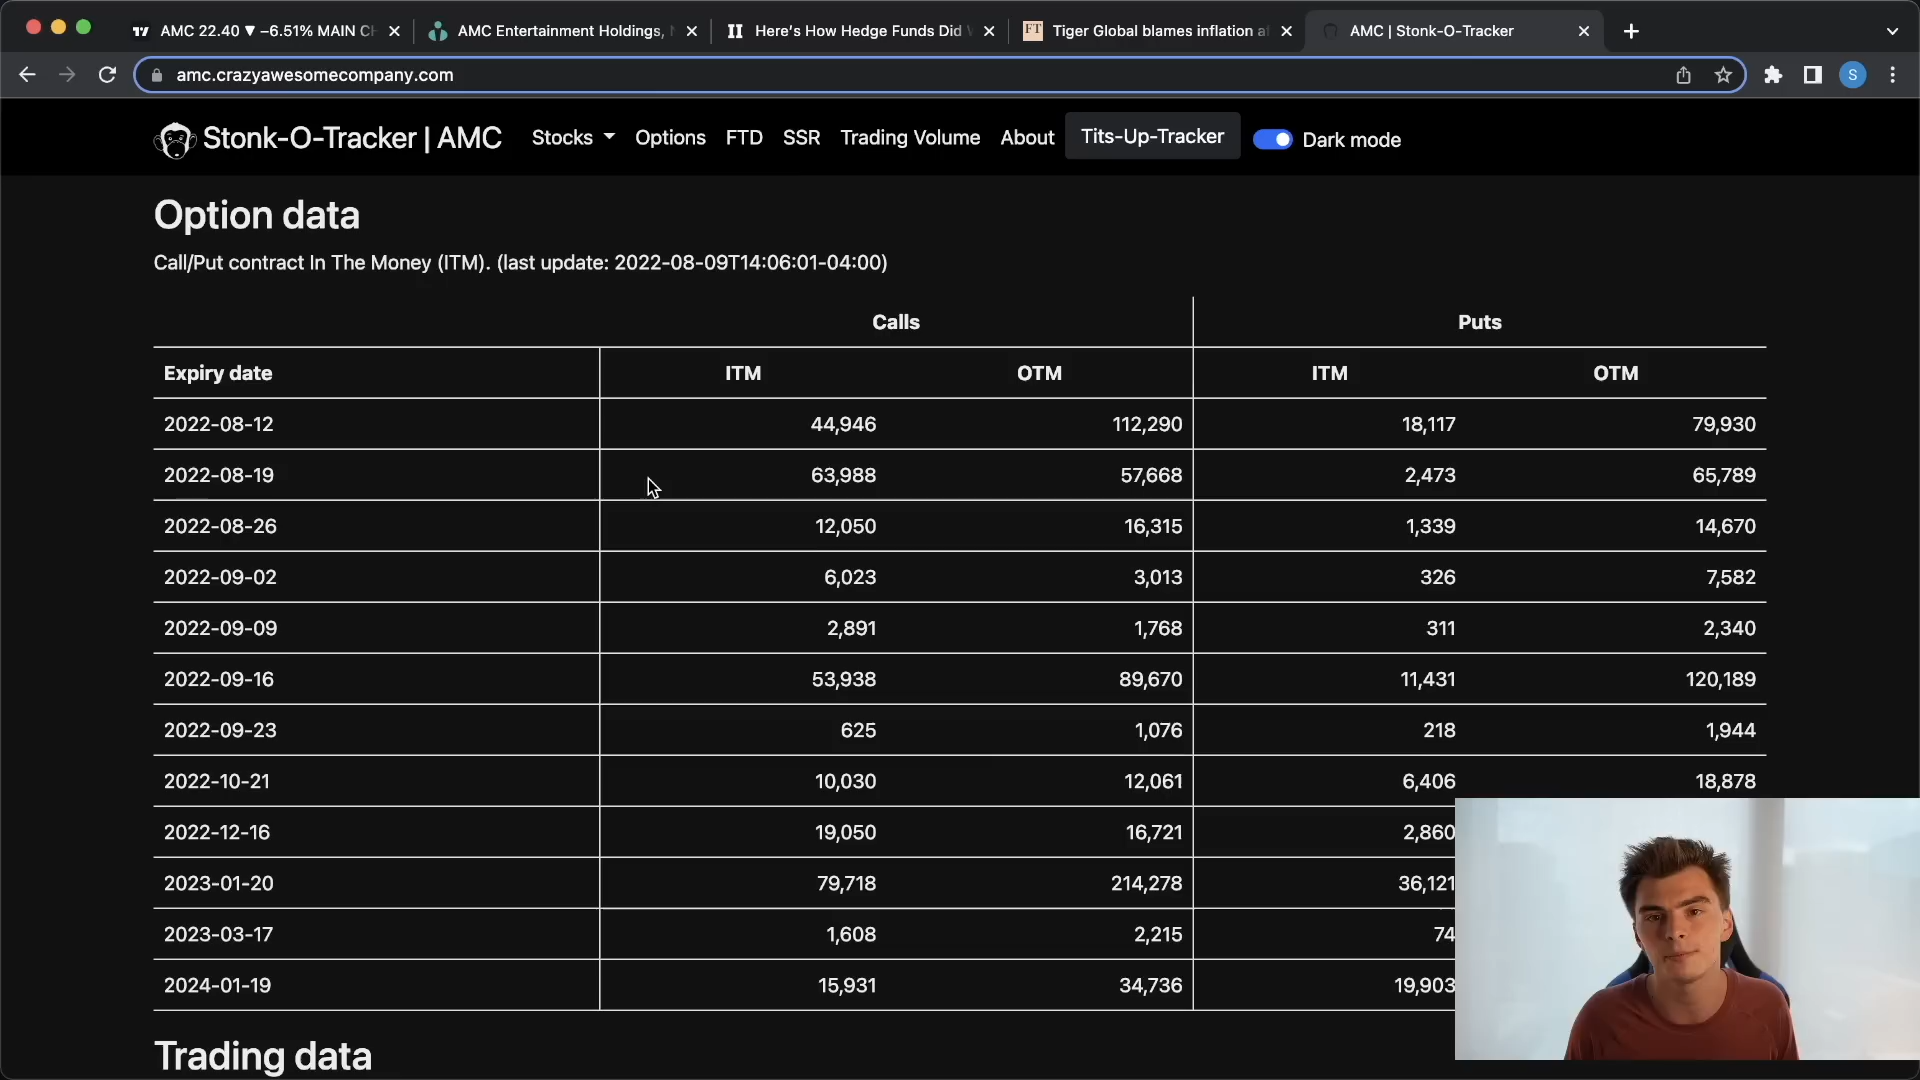 AMC 22.40 ▼ −6.51% MAIN CH
AMC Entertainment Holdings,
Here's How Hedge Funds Did
FT Tiger Global blames inflation a
AMC | Stonk-O-Tracker
amc.crazyawesomecompany.com
S
Stonk-O-Tracker | AMC Stocks Options FTD SSR Trading Volume About Tits-Up-Tracker Dark mode
Option data
Call/Put contract In The Money (ITM). (last update: 2022-08-09T14:06:01-04:00)
Calls Puts
Expiry date ITM OTM ITM OTM
2022-08-12 44,946 112,290 18,117 79,930
2022-08-19 63,988 57,668 2,473 65,789
2022-08-26 12,050 16,315 1,339 14,670
2022-09-02 6,023 3,013 326 7,582
2022-09-09 2,891 1,768 311 2,340
2022-09-16 53,938 89,670 11,431 120,189
2022-09-23 625 1,076 218 1,944
2022-10-21 10,030 12,061 6,406 18,878
2022-12-16 19,050 16,721 2,860
2023-01-20 79,718 214,278 36,121
2023-03-17 1,608 2,215 74
2024-01-19 15,931 34,736 19,903
Trading data